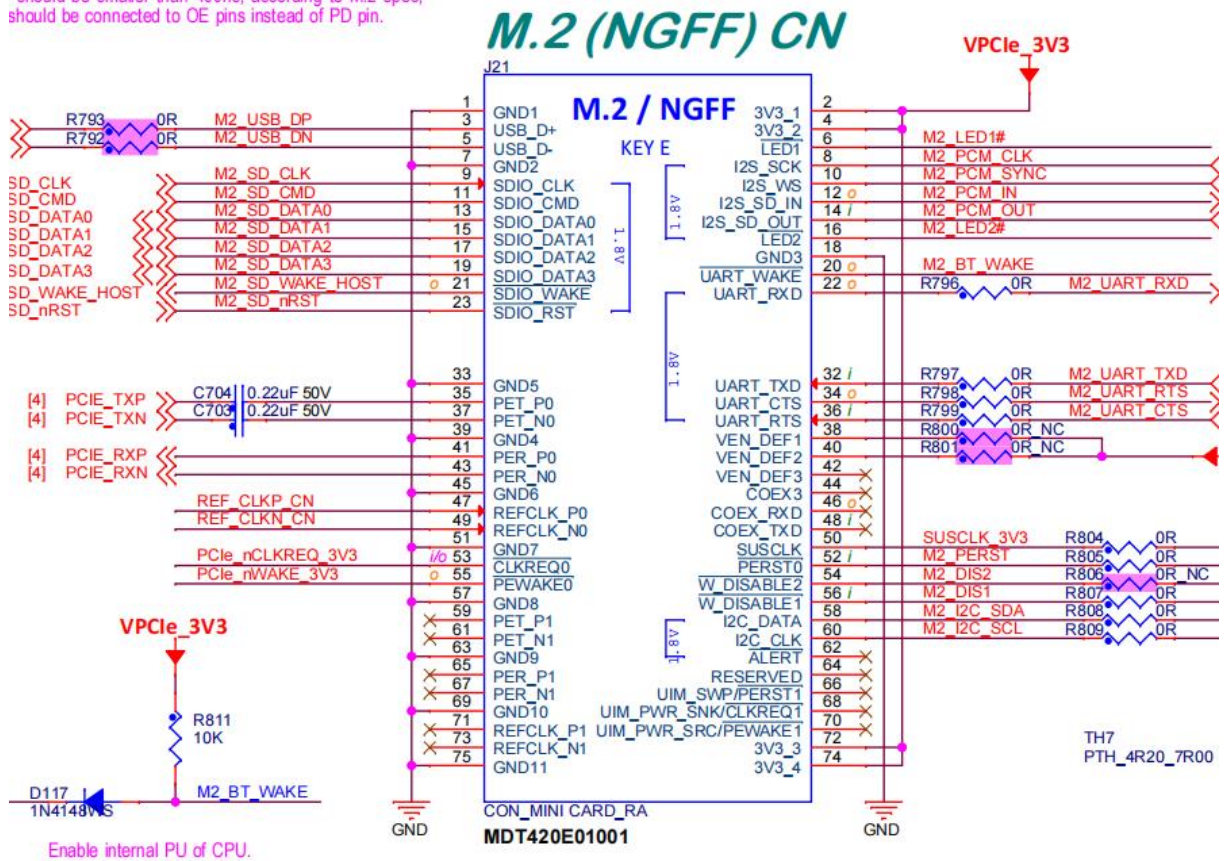 should be connected to OE pins instead of PD pin.
M.2 (NGFF) CN
VPCIe_3V3
J21
M.2 / NGFF
KEY E
R793 0R M2_USB_DP
R792 0R M2_USB_DN
SD_CLK M2_SD_CLK
SD_CMD M2_SD_CMD
SD_DATA0 M2_SD_DATA0
SD_DATA1 M2_SD_DATA1
SD_DATA2 M2_SD_DATA2
SD_DATA3 M2_SD_DATA3
SD_WAKE_HOST M2_SD_WAKE_HOST
SD_nRST M2_SD_nRST
[4] PCIE_TXP C704 0.22uF 50V
[4] PCIE_TXN C703 0.22uF 50V
[4] PCIE_RXP
[4] PCIE_RXN
REF_CLKP_CN
REF_CLKN_CN
PCIe_nCLKREQ_3V3
PCIe_nWAKE_3V3
1 GND1
3 USB_D+
5 USB_D-
7 GND2
9 SDIO_CLK
11 SDIO_CMD
13 SDIO_DATA0
15 SDIO_DATA1
17 SDIO_DATA2
19 SDIO_DATA3
o 21 SDIO_WAKE
23 SDIO_RST
33 GND5
35 PET_P0
37 PET_N0
39 GND4
41 PER_P0
43 PER_N0
45 GND6
47 REFCLK_P0
49 REFCLK_N0
51 GND7
i/o 53 CLKREQ0
o 55 PEWAKE0
57 GND8
59 PET_P1
61 PET_N1
63 GND9
65 PER_P1
67 PER_N1
69 GND10
71 REFCLK_P1
73 REFCLK_N1
75 GND11
1.8V
1.8V
1.8V
1.8V
3V3_1 2
3V3_2 4
LED1 6 M2_LED1#
I2S_SCK 8 M2_PCM_CLK
I2S_WS 10 M2_PCM_SYNC
I2S_SD_IN 12 o M2_PCM_IN
I2S_SD_OUT 14 i M2_PCM_OUT
LED2 16 M2_LED2#
GND3 18
UART_WAKE 20 o M2_BT_WAKE
UART_RXD 22 o R796 0R M2_UART_RXD
UART_TXD 32 i R797 0R M2_UART_TXD
UART_CTS 34 o R798 0R M2_UART_RTS
UART_RTS 36 i R799 0R M2_UART_CTS
VEN_DEF1 38 R800 0R_NC
VEN_DEF2 40 R801 0R_NC
VEN_DEF3 42
COEX3 44
COEX_RXD 46 o
COEX_TXD 48 i
SUSCLK 50 SUSCLK_3V3 R804 0R
PERST0 52 i M2_PERST R805 0R
W_DISABLE2 54 M2_DIS2 R806 0R_NC
W_DISABLE1 56 i M2_DIS1 R807 0R
I2C_DATA 58 M2_I2C_SDA R808 0R
I2C_CLK 60 M2_I2C_SCL R809 0R
ALERT 62
RESERVED 64
UIM_SWP/PERST1 66
UIM_PWR_SNK/CLKREQ1 68
UIM_PWR_SRC/PEWAKE1 70
3V3_3 72
3V3_4 74
VPCIe_3V3
R811
10K
D117
1N4148WS
M2_BT_WAKE
Enable internal PU of CPU.
GND
CON_MINI CARD_RA
MDT420E01001
GND
TH7
PTH_4R20_7R00